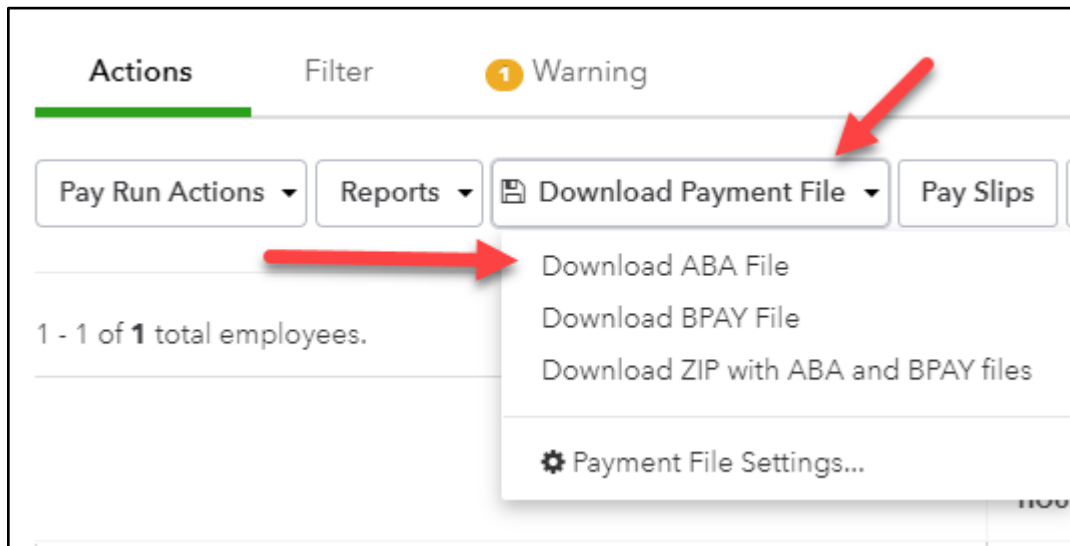 Actions Filter 1 Warning
Pay Run Actions Reports Download Payment File Pay Slips
Download ABA File
1 - 1 of 1 total employees.
Download BPAY File
Download ZIP with ABA and BPAY files
Payment File Settings...